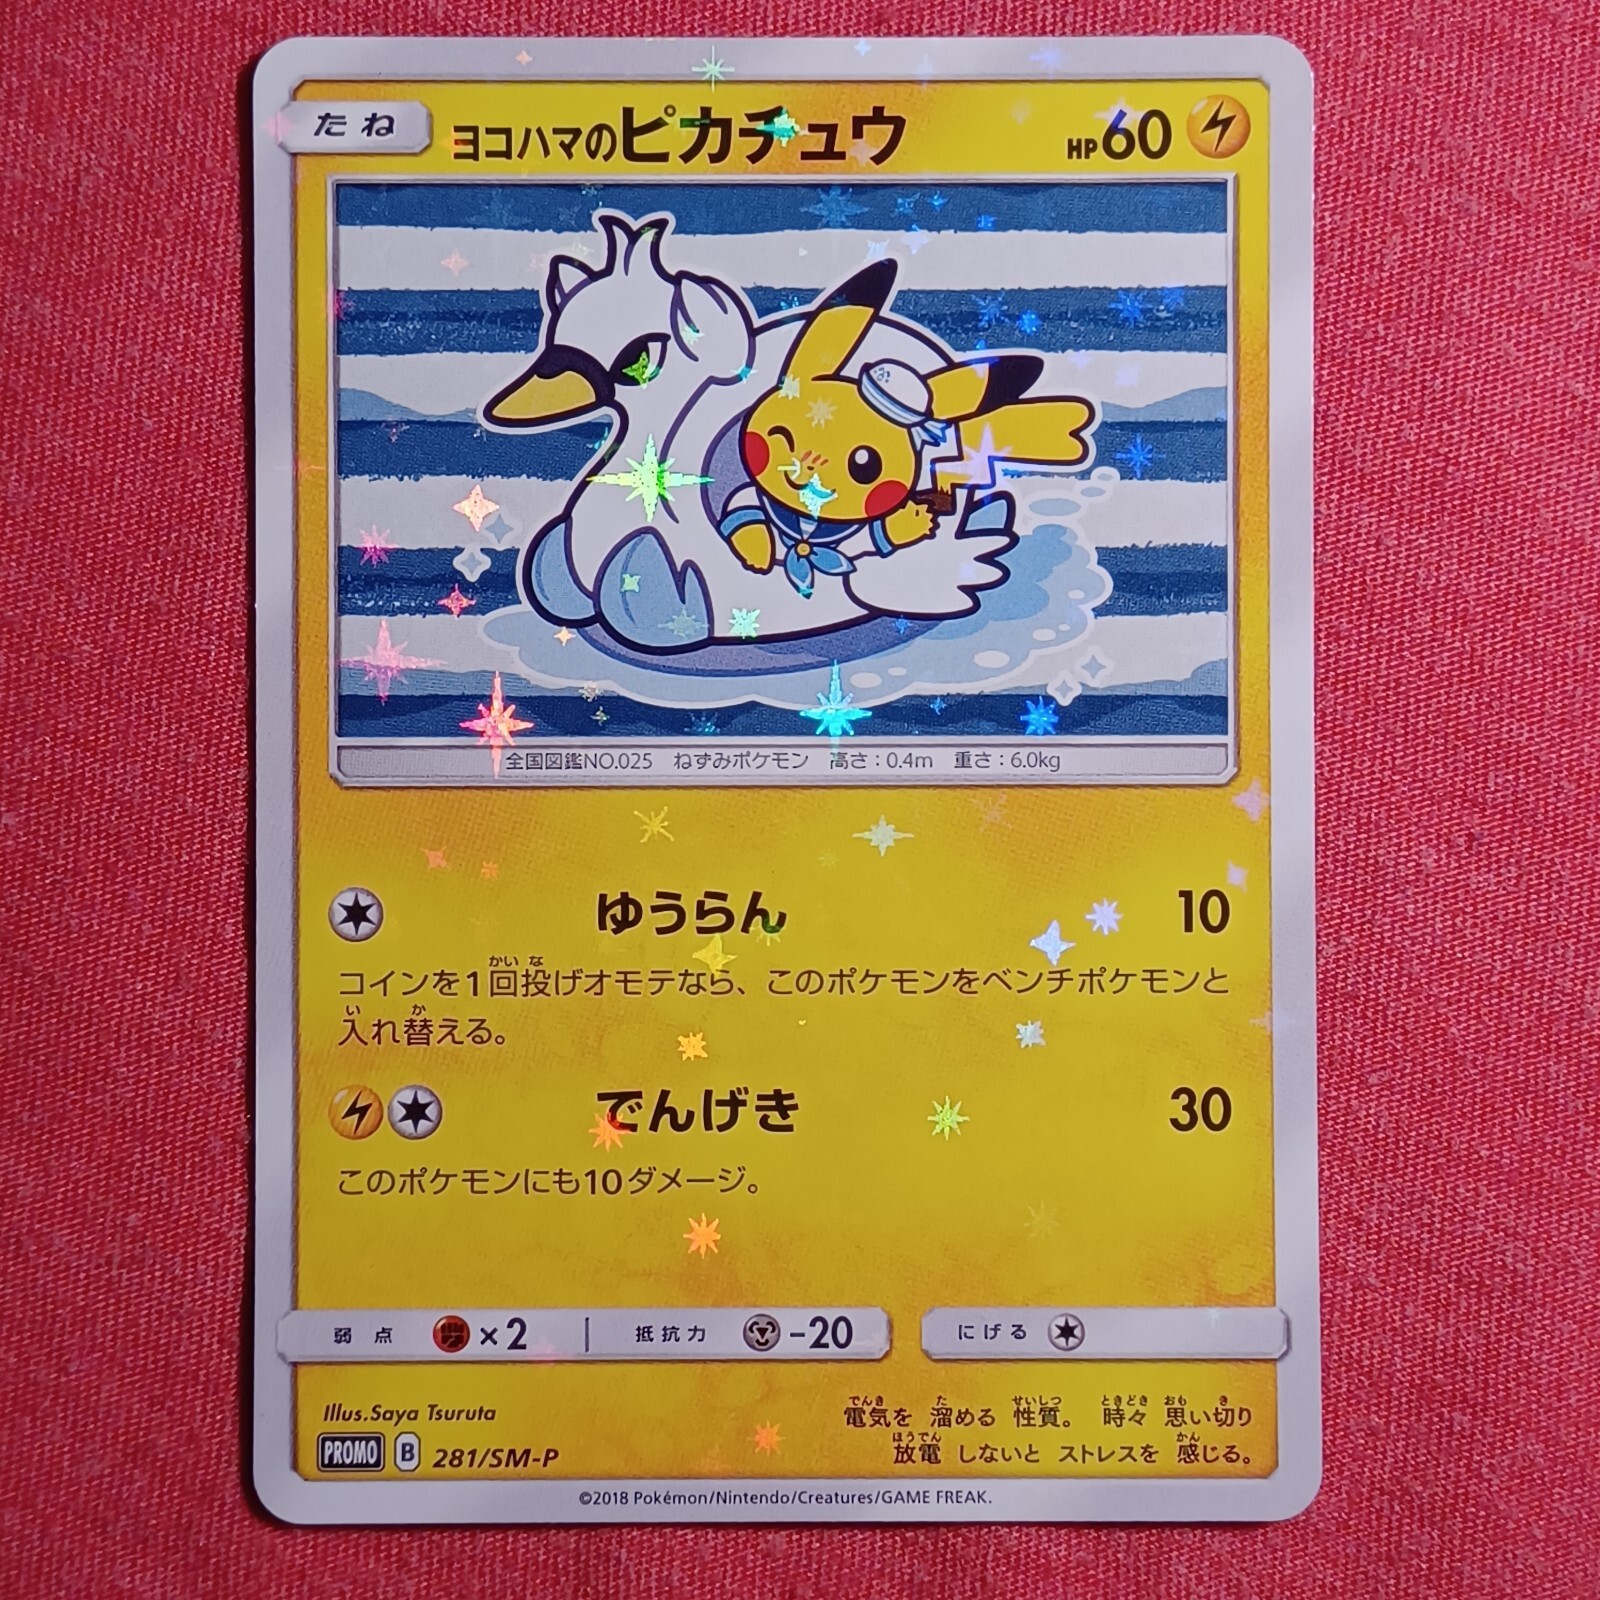 たね ヨコハマのピカチュウ HP60
全国図鑑NO.025 ねずみポケモン 高さ:0.4m 重さ:6.0kg
ゆうらん 10
コインを1回投げオモテなら、このポケモンをベンチポケモンと
入れ替える。
でんげき 30
このポケモンにも10ダメージ。
弱点 ×2 抵抗力 -20 にげる
Illus.Saya Tsuruta
PROMO B 281/SM-P
電気を 溜める 性質。 時々 思い切り
放電 しないと ストレスを 感じる。
©2018 Pokémon/Nintendo/Creatures/GAME FREAK.